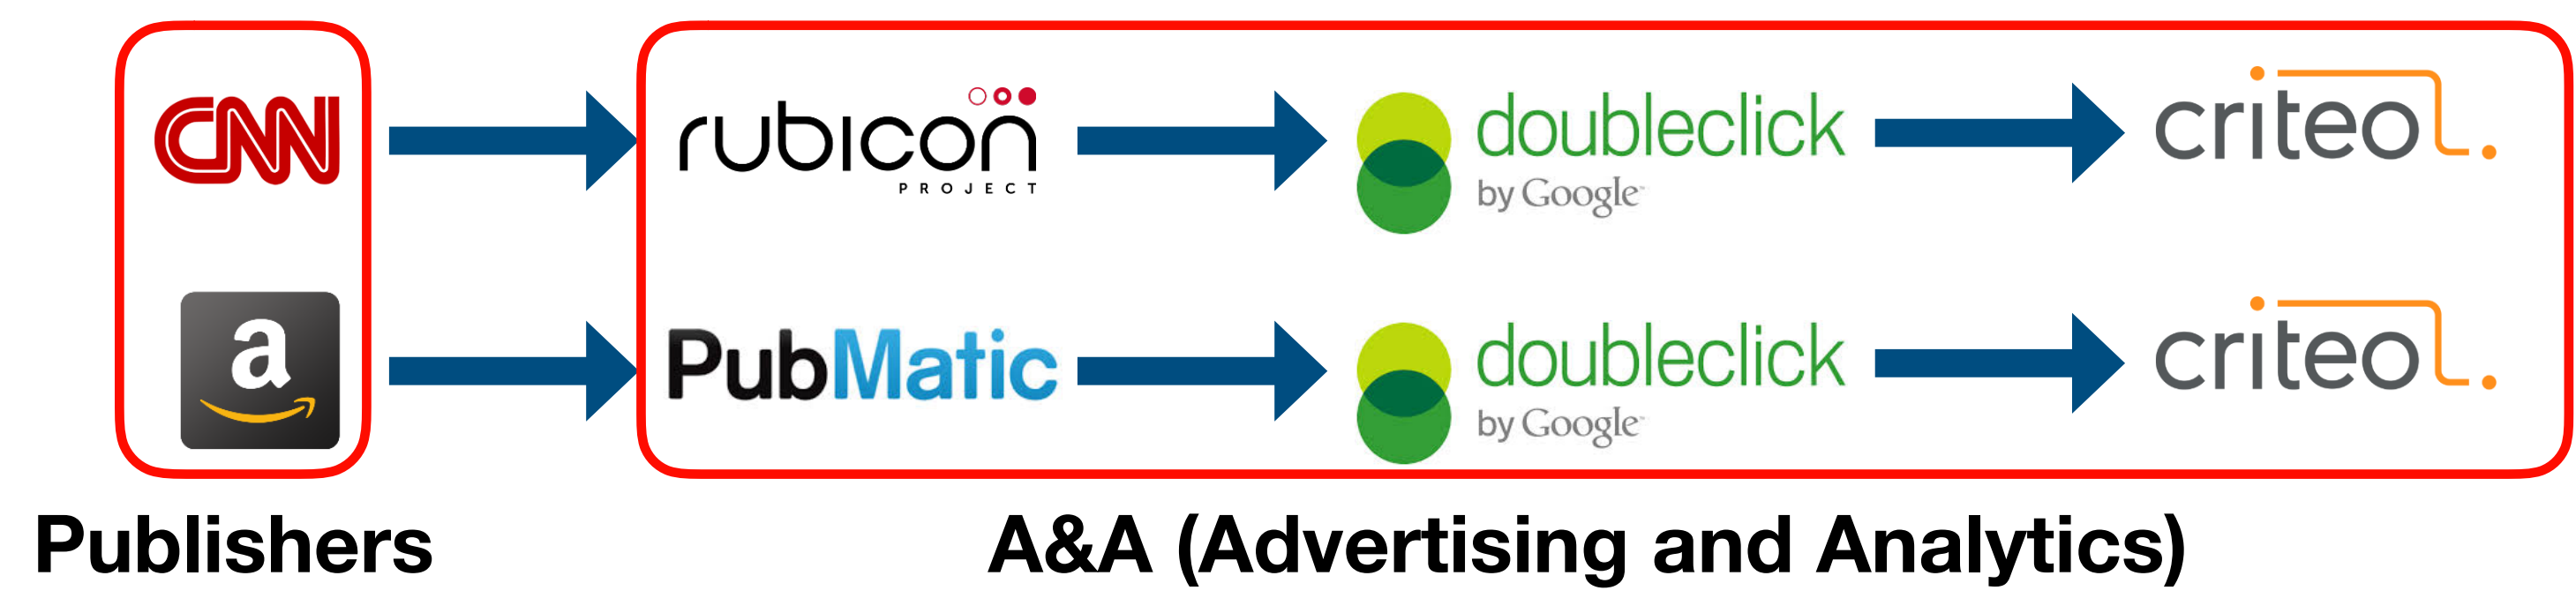 CNN
rubicon
PROJECT
doubleclick
by Google
criteo
a
PubMatic
doubleclick
by Google
criteo
Publishers
A&A (Advertising and Analytics)